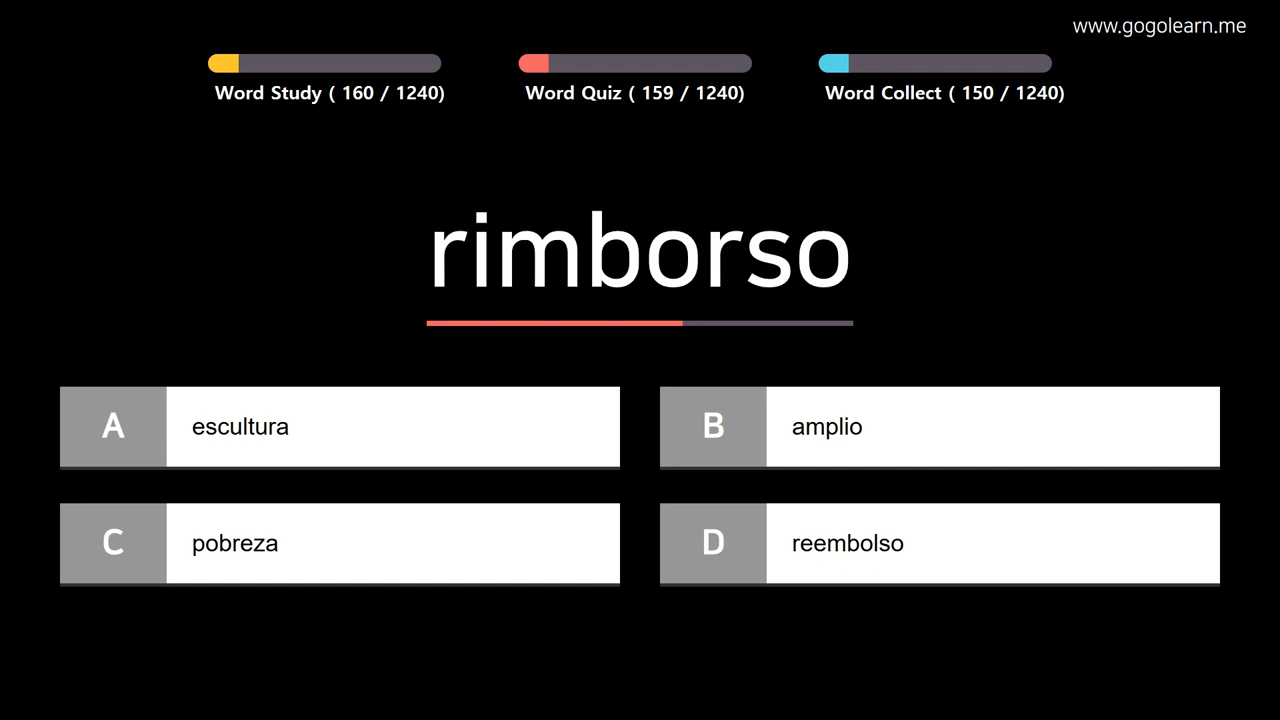 www.gogolearn.me
Word Study ( 160 / 1240)
Word Quiz ( 159 / 1240)
Word Collect ( 150 / 1240)
rimborso
A escultura
B amplio
C pobreza
D reembolso